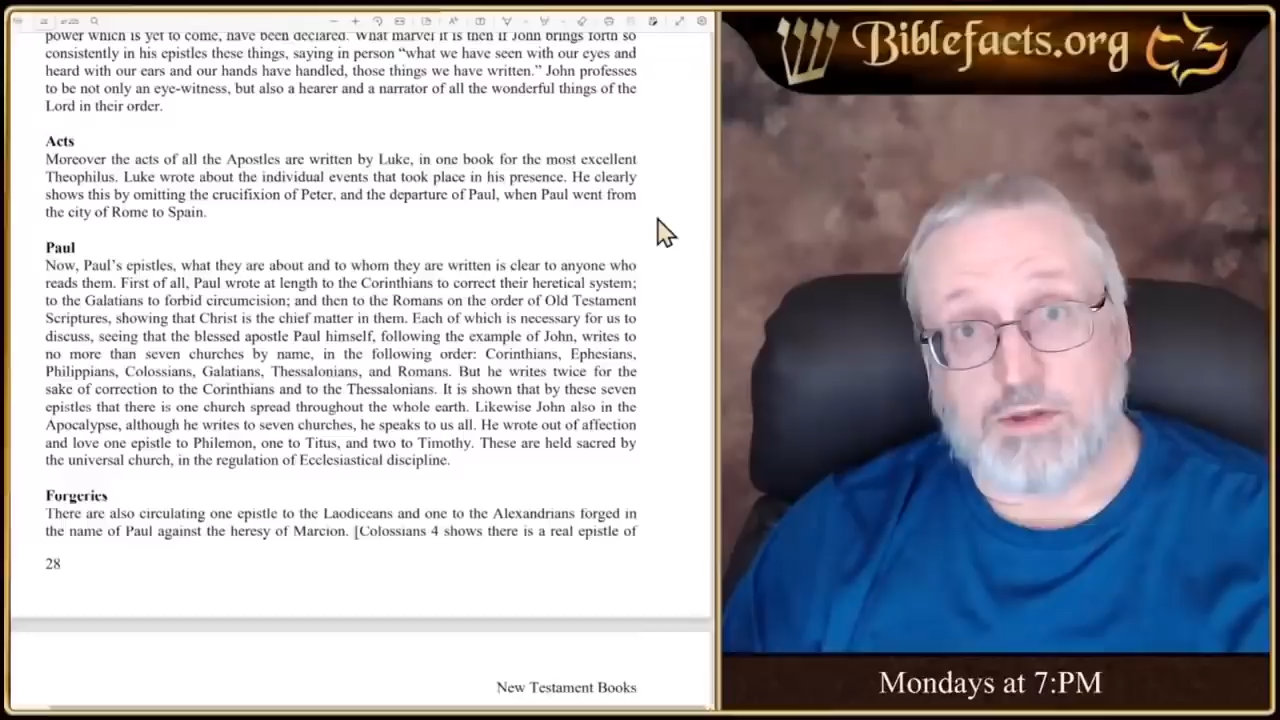 power which is yet to come, have been declared. What marvel it is then if John brings forth so
consistently in his epistles these things, saying in person “what we have seen with our eyes and
heard with our ears and our hands have handled, those things we have written.” John professes
to be not only an eye-witness, but also a hearer and a narrator of all the wonderful things of the
Lord in their order.
Acts
Moreover the acts of all the Apostles are written by Luke, in one book for the most excellent
Theophilus. Luke wrote about the individual events that took place in his presence. He clearly
shows this by omitting the crucifixion of Peter, and the departure of Paul, when Paul went from
the city of Rome to Spain.
Paul
Now, Paul’s epistles, what they are about and to whom they are written is clear to anyone who
reads them. First of all, Paul wrote at length to the Corinthians to correct their heretical system;
to the Galatians to forbid circumcision; and then to the Romans on the order of Old Testament
Scriptures, showing that Christ is the chief matter in them. Each of which is necessary for us to
discuss, seeing that the blessed apostle Paul himself, following the example of John, writes to
no more than seven churches by name, in the following order: Corinthians, Ephesians,
Philippians, Colossians, Galatians, Thessalonians, and Romans. But he writes twice for the
sake of correction to the Corinthians and to the Thessalonians. It is shown that by these seven
epistles that there is one church spread throughout the whole earth. Likewise John also in the
Apocalypse, although he writes to seven churches, he speaks to us all. He wrote out of affection
and love one epistle to Philemon, one to Titus, and two to Timothy. These are held sacred by
the universal church, in the regulation of Ecclesiastical discipline.
Forgeries
There are also circulating one epistle to the Laodiceans and one to the Alexandrians forged in
the name of Paul against the heresy of Marcion. [Colossians 4 shows there is a real epistle of
28
New Testament Books
ש Biblefacts.org
Mondays at 7:PM